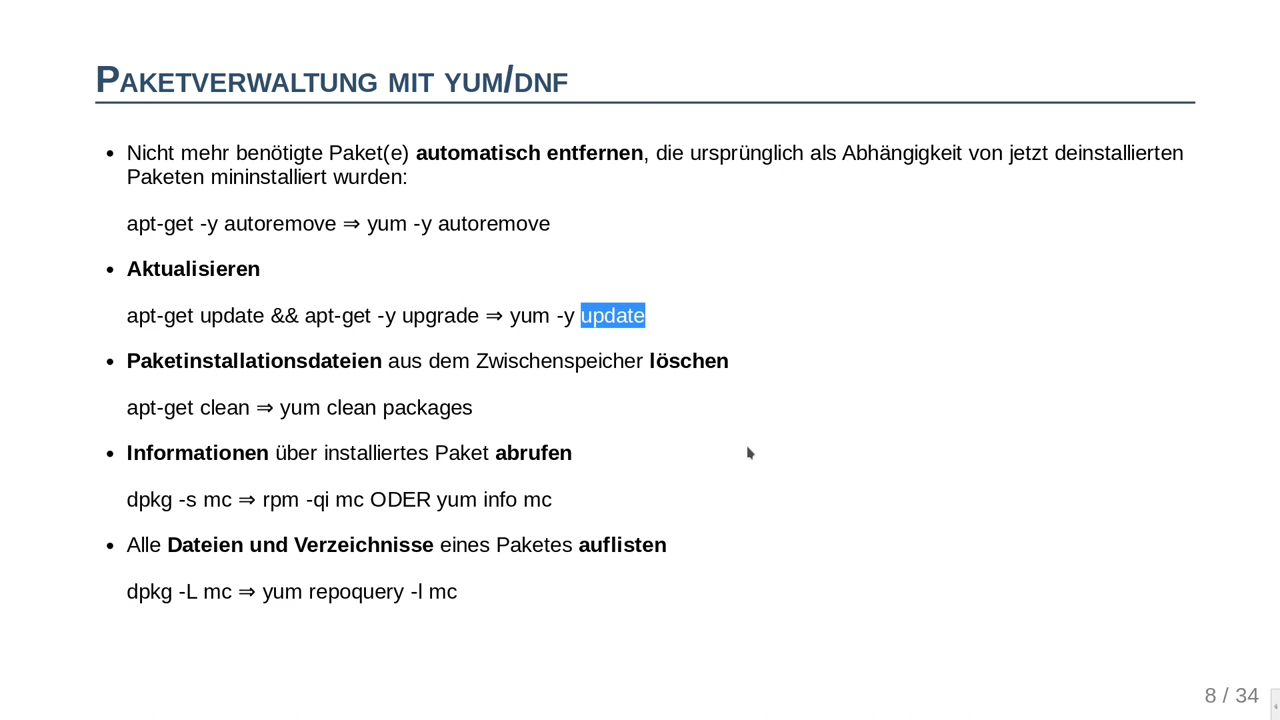 Paketverwaltung mit yum/dnf
• Nicht mehr benötigte Paket(e) automatisch entfernen, die ursprünglich als Abhängigkeit von jetzt deinstallierten
Paketen mininstalliert wurden:
apt-get -y autoremove ⇒ yum -y autoremove
• Aktualisieren
apt-get update && apt-get -y upgrade ⇒ yum -y update
• Paketinstallationsdateien aus dem Zwischenspeicher löschen
apt-get clean ⇒ yum clean packages
• Informationen über installiertes Paket abrufen
dpkg -s mc ⇒ rpm -qi mc ODER yum info mc
• Alle Dateien und Verzeichnisse eines Paketes auflisten
dpkg -L mc ⇒ yum repoquery -l mc
8 / 34